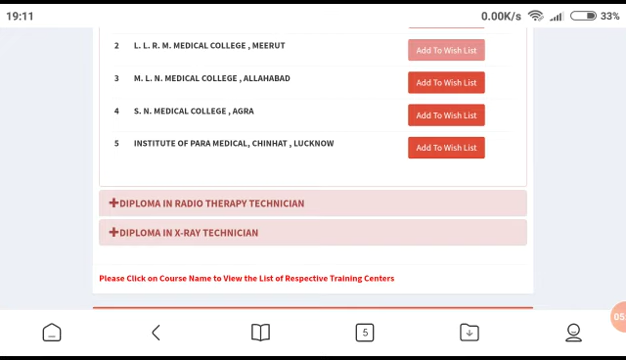 19:11 0.00K/s 33%
2 L. L. R. M. MEDICAL COLLEGE , MEERUT Add To Wish List
3 M. L. N. MEDICAL COLLEGE , ALLAHABAD Add To Wish List
4 S. N. MEDICAL COLLEGE , AGRA Add To Wish List
5 INSTITUTE OF PARA MEDICAL, CHINHAT , LUCKNOW Add To Wish List
+DIPLOMA IN RADIO THERAPY TECHNICIAN
+DIPLOMA IN X-RAY TECHNICIAN
Please Click on Course Name to View the List of Respective Training Centers
05
5